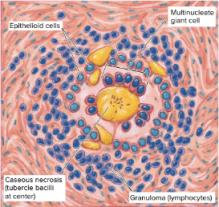 Epithelioid cells
Multinucleate
giant cell
Caseous necrosis
(tubercle bacilli
at center)
Granuloma (lymphocytes)